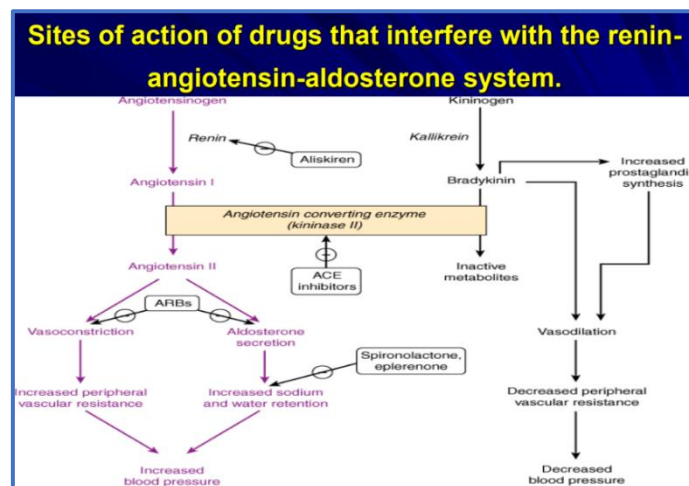 Sites of action of drugs that interfere with the renin-
angiotensin-aldosterone system.
Angiotensinogen
Kininogen
Renin
Aliskiren
Kallikrein
Angiotensin I
Bradykinin
Increased
prostaglandi
synthesis
Angiotensin converting enzyme
(kininase II)
Angiotensin II
ACE
inhibitors
Inactive
metabolites
ARBs
Vasoconstriction
Aldosterone
secretion
Vasodilation
Spironolactone,
eplerenone
Increased peripheral
vascular resistance
Increased sodium
and water retention
Decreased peripheral
vascular resistance
Increased
blood pressure
Decreased
blood pressure